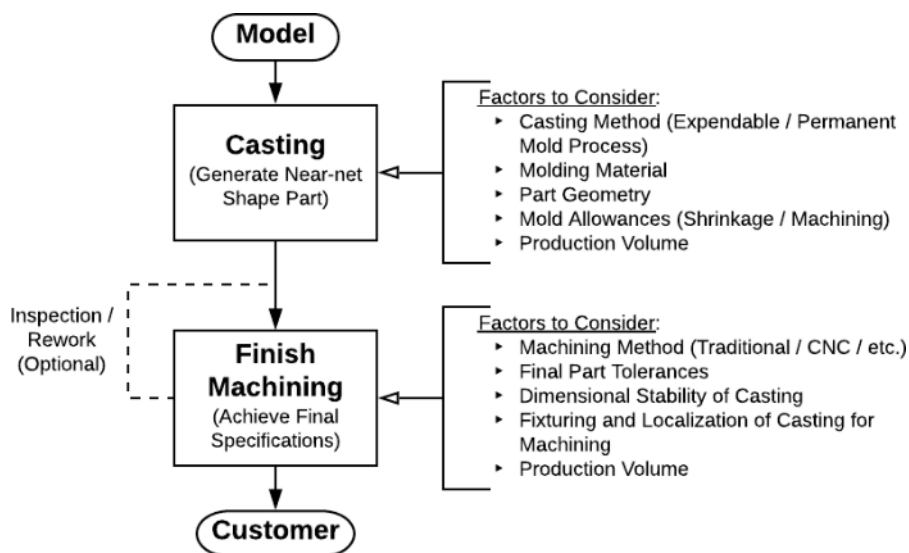 Model
Casting
(Generate Near-net
Shape Part)
Factors to Consider:
‣ Casting Method (Expendable / Permanent
Mold Process)
‣ Molding Material
‣ Part Geometry
‣ Mold Allowances (Shrinkage / Machining)
‣ Production Volume
Inspection /
Rework
(Optional)
Finish
Machining
(Achieve Final
Specifications)
Factors to Consider:
‣ Machining Method (Traditional / CNC / etc.)
‣ Final Part Tolerances
‣ Dimensional Stability of Casting
‣ Fixturing and Localization of Casting for
Machining
‣ Production Volume
Customer